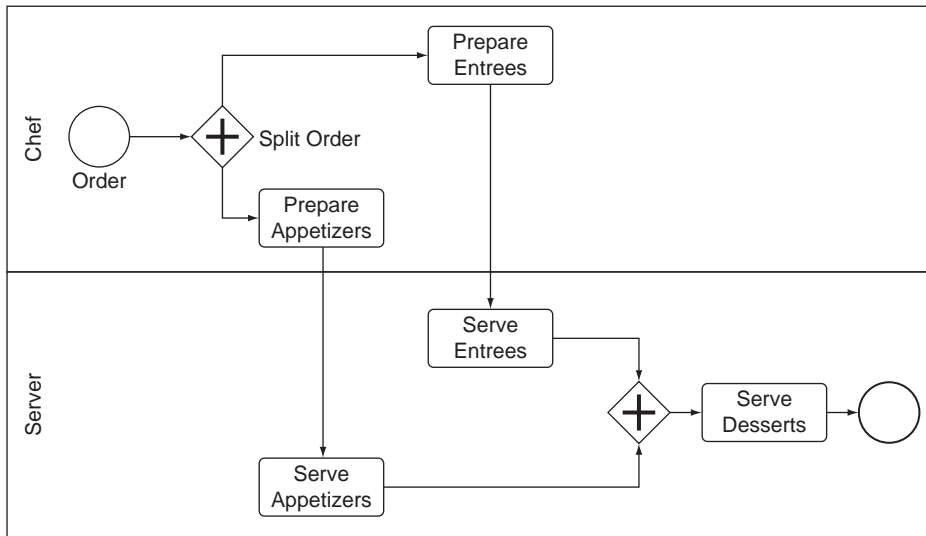 Chef
Order
Split Order
Prepare
Entrees
Prepare
Appetizers
Server
Serve
Entrees
Serve
Appetizers
Serve
Desserts